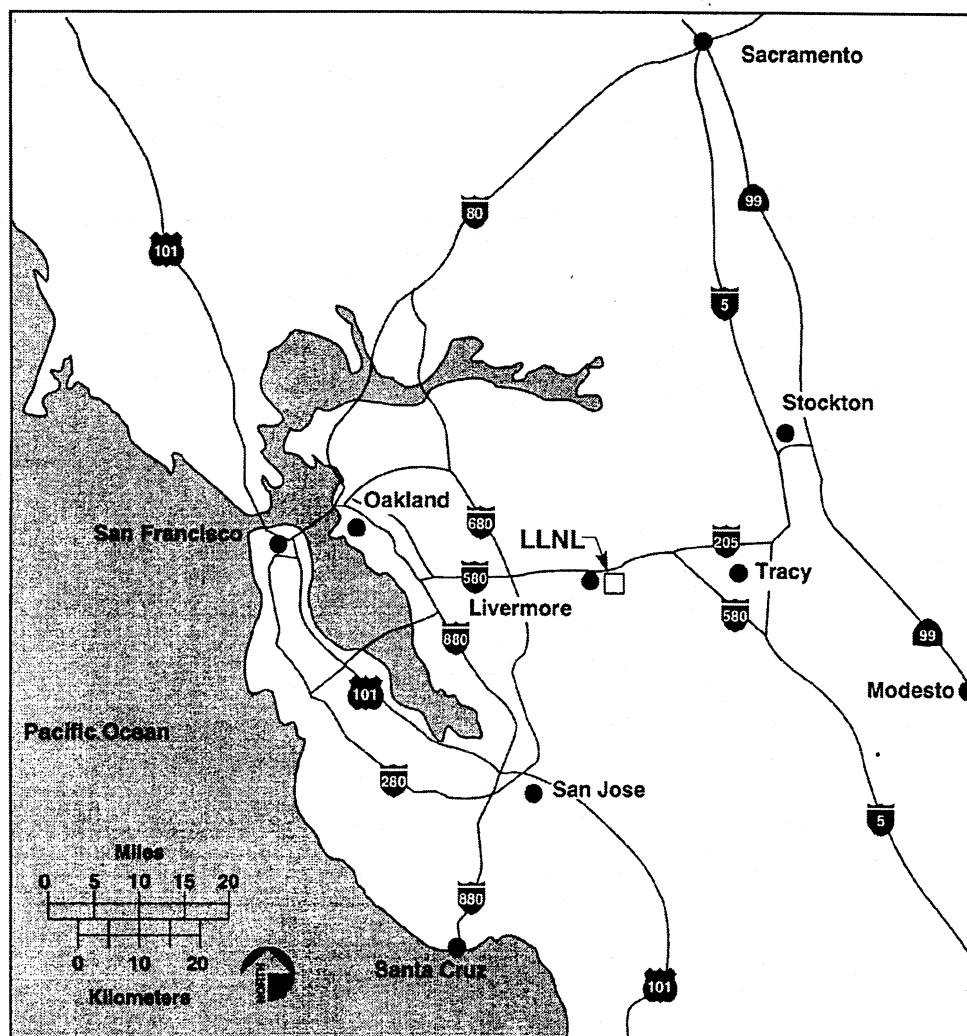 Sacramento
80
99
101
5
Stockton
Oakland
San Francisco
680
LLNL
205
580
Tracy
Livermore
580
880
99
101
Modesto
Pacific Ocean
280
San Jose
5
Miles
0 5 10 15 20
880
0 10 20
Santa Cruz
Kilometers
NORTH
101